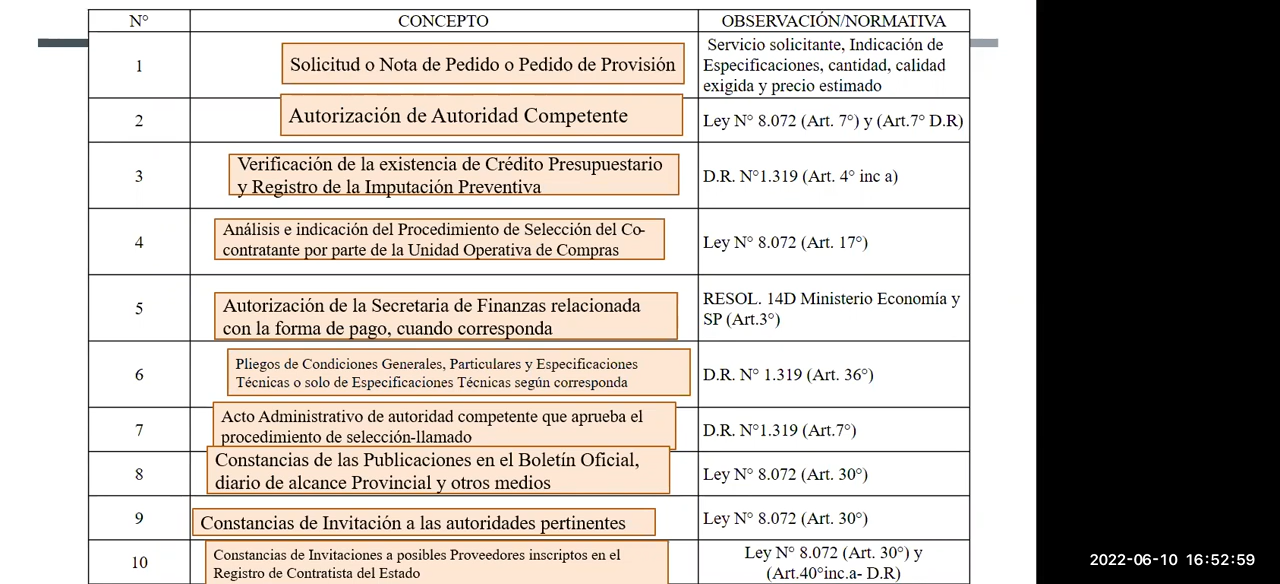 N° CONCEPTO OBSERVACIÓN/NORMATIVA
1
Solicitud o Nota de Pedido o Pedido de Provisión
Servicio solicitante, Indicación de
Especificaciones, cantidad, calidad
exigida y precio estimado
2
Autorización de Autoridad Competente
Ley N° 8.072 (Art. 7°) y (Art.7° D.R)
3
Verificación de la existencia de Crédito Presupuestario
y Registro de la Imputación Preventiva
D.R. N°1.319 (Art. 4° inc a)
4
Análisis e indicación del Procedimiento de Selección del Co-
contratante por parte de la Unidad Operativa de Compras
Ley N° 8.072 (Art. 17°)
5
Autorización de la Secretaria de Finanzas relacionada
con la forma de pago, cuando corresponda
RESOL. 14D Ministerio Economía y
SP (Art.3°)
6
Pliegos de Condiciones Generales, Particulares y Especificaciones
Técnicas o solo de Especificaciones Técnicas según corresponda
D.R. N° 1.319 (Art. 36°)
7
Acto Administrativo de autoridad competente que aprueba el
procedimiento de selección-llamado
D.R. N°1.319 (Art.7°)
8
Constancias de las Publicaciones en el Boletín Oficial,
diario de alcance Provincial y otros medios
Ley N° 8.072 (Art. 30°)
9
Constancias de Invitación a las autoridades pertinentes
Ley N° 8.072 (Art. 30°)
10
Constancias de Invitaciones a posibles Proveedores inscriptos en el
Registro de Contratista del Estado
Ley N° 8.072 (Art. 30°) y
(Art.40°inc.a- D.R)
2022-06-10 16:52:59